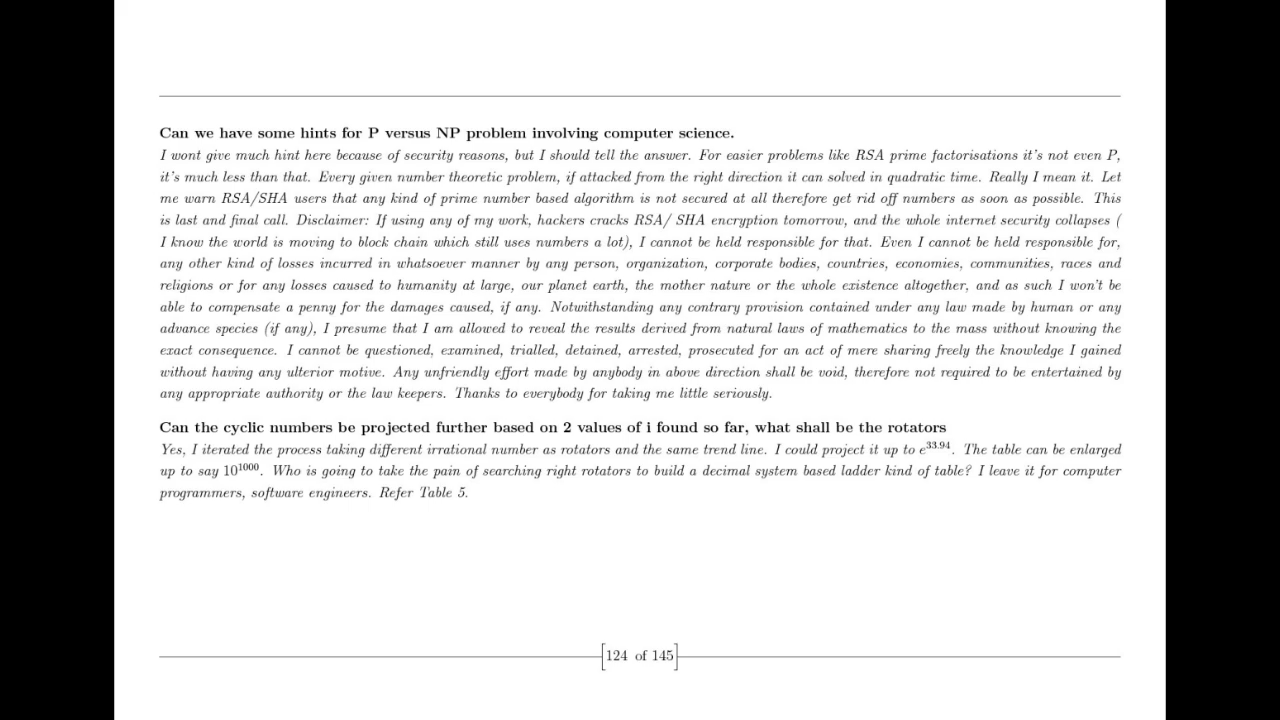 Can we have some hints for P versus NP problem involving computer science.
I wont give much hint here because of security reasons, but I should tell the answer. For easier problems like RSA prime factorisations it's not even P,
it's much less than that. Every given number theoretic problem, if attacked from the right direction it can solved in quadratic time. Really I mean it. Let
me warn RSA/SHA users that any kind of prime number based algorithm is not secured at all therefore get rid off numbers as soon as possible. This
is last and final call. Disclaimer: If using any of my work, hackers cracks RSA/ SHA encryption tomorrow, and the whole internet security collapses (
I know the world is moving to block chain which still uses numbers a lot), I cannot be held responsible for that. Even I cannot be held responsible for,
any other kind of losses incurred in whatsoever manner by any person, organization, corporate bodies, countries, economies, communities, races and
religions or for any losses caused to humanity at large, our planet earth, the mother nature or the whole existence altogether, and as such I won't be
able to compensate a penny for the damages caused, if any. Notwithstanding any contrary provision contained under any law made by human or any
advance species (if any), I presume that I am allowed to reveal the results derived from natural laws of mathematics to the mass without knowing the
exact consequence. I cannot be questioned, examined, trialled, detained, arrested, prosecuted for an act of mere sharing freely the knowledge I gained
without having any ulterior motive. Any unfriendly effort made by anybody in above direction shall be void, therefore not required to be entertained by
any appropriate authority or the law keepers. Thanks to everybody for taking me little seriously.
Can the cyclic numbers be projected further based on 2 values of i found so far, what shall be the rotators
Yes, I iterated the process taking different irrational number as rotators and the same trend line. I could project it up to e^33.94. The table can be enlarged
up to say 10^1000. Who is going to take the pain of searching right rotators to build a decimal system based ladder kind of table? I leave it for computer
programmers, software engineers. Refer Table 5.
124 of 145